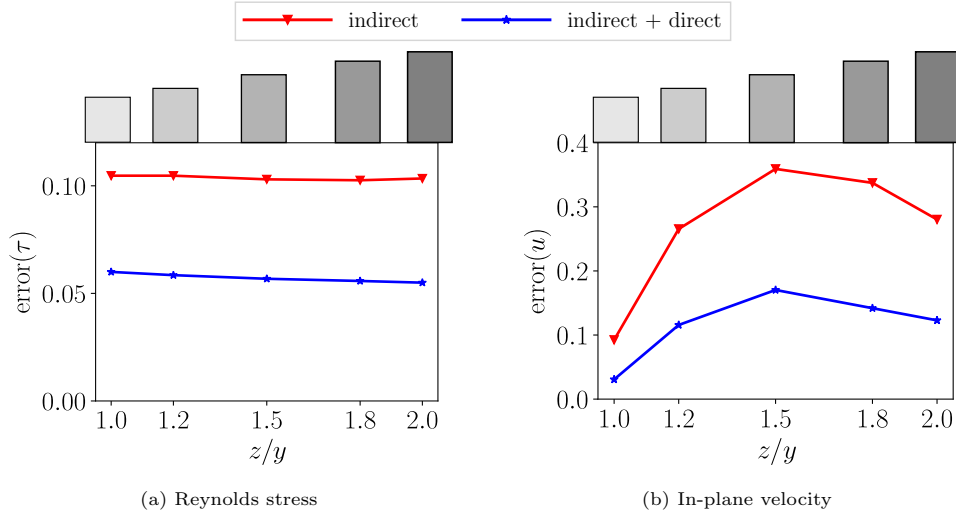 indirect indirect + direct
0.10
0.05
0.00
error(τ)
1.0 1.2 1.5 1.8 2.0
z/y
(a) Reynolds stress
0.4
0.3
0.2
0.1
0.0
error(u)
1.0 1.2 1.5 1.8 2.0
z/y
(b) In-plane velocity